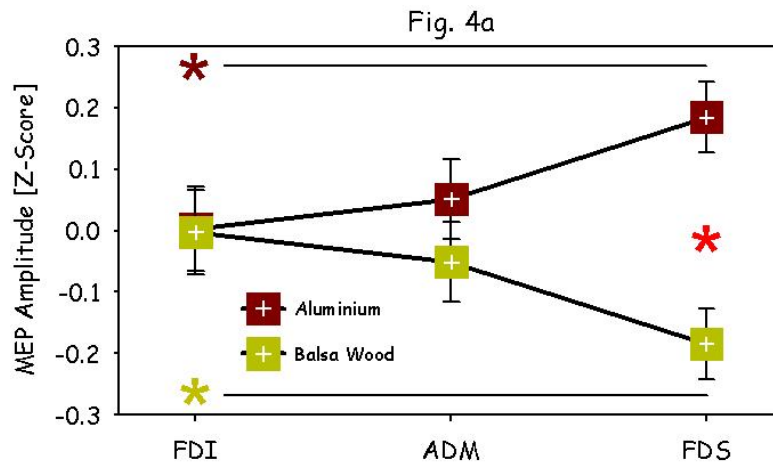 Fig. 4a
MEP Amplitude [Z-Score]
0.3
0.2
0.1
0.0
-0.1
-0.2
-0.3
*
*
*
Aluminium
Balsa Wood
FDI ADM FDS